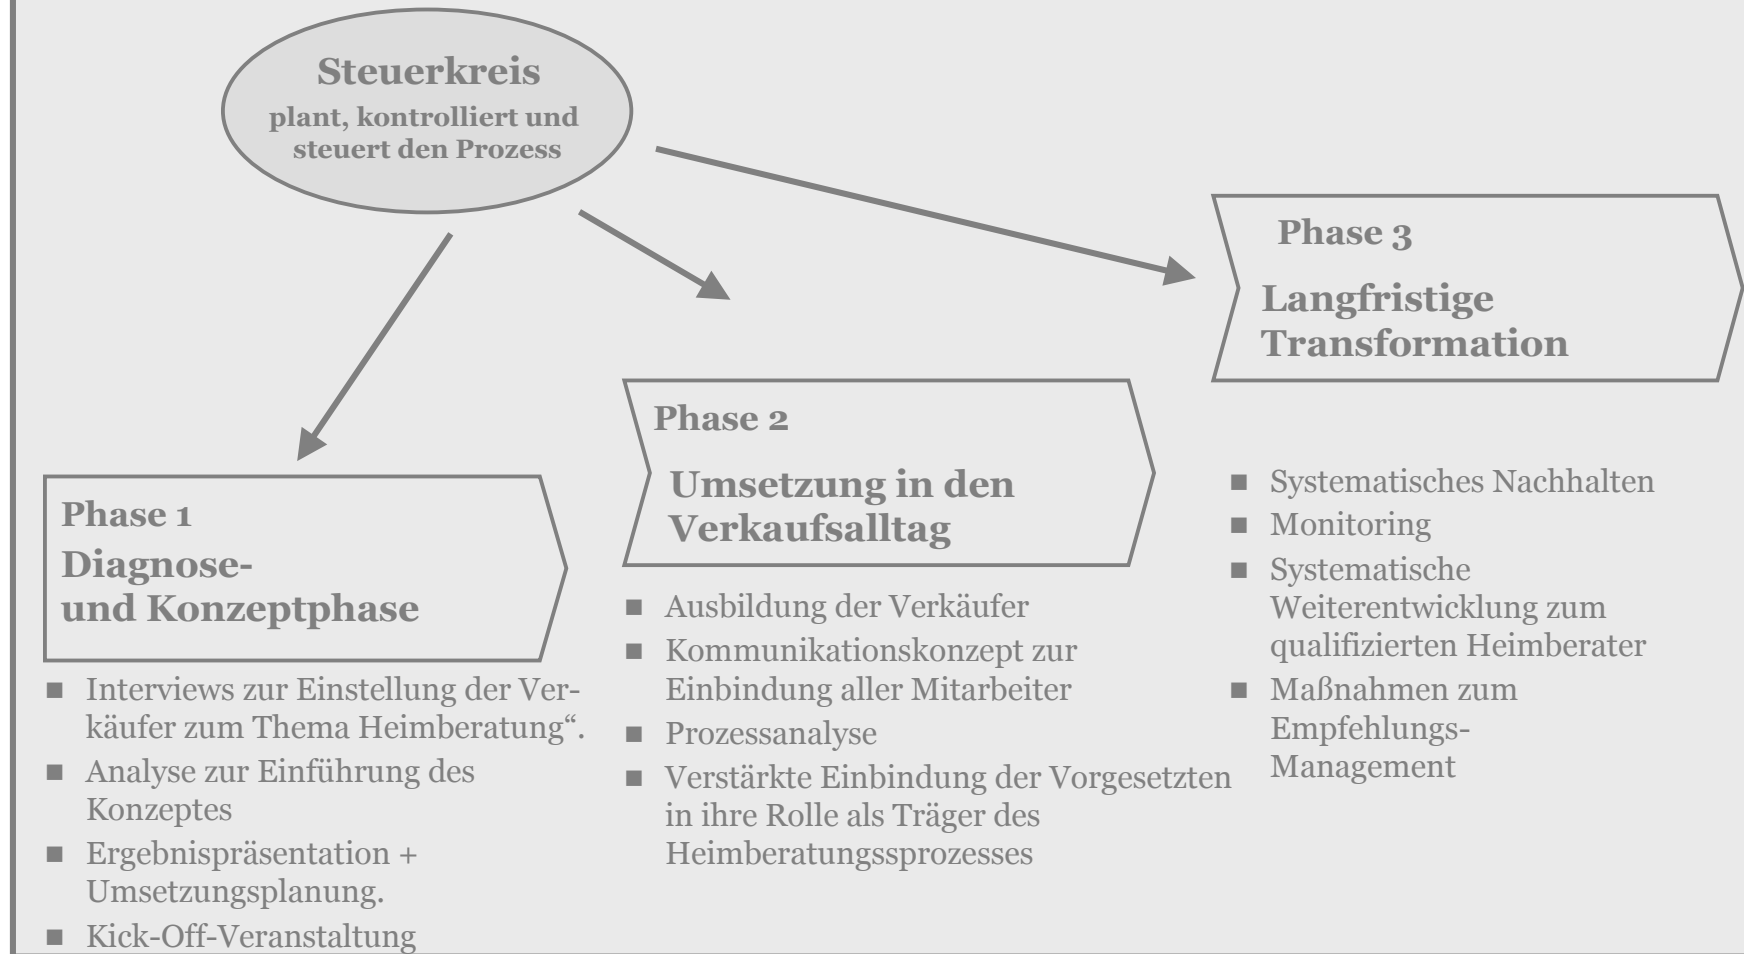 Steuerkreis
plant, kontrolliert und
steuert den Prozess
Phase 1
Diagnose-
und Konzeptphase
■ Interviews zur Einstellung der Ver-
käufer zum Thema Heimberatung“.
■ Analyse zur Einführung des
Konzeptes
■ Ergebnispräsentation +
Umsetzungsplanung.
■ Kick-Off-Veranstaltung
Phase 2
Umsetzung in den
Verkaufsalltag
■ Ausbildung der Verkäufer
■ Kommunikationskonzept zur
Einbindung aller Mitarbeiter
■ Prozessanalyse
■ Verstärkte Einbindung der Vorgesetzten
in ihre Rolle als Träger des
Heimberatungssprozesses
Phase 3
Langfristige
Transformation
■ Systematisches Nachhalten
■ Monitoring
■ Systematische
Weiterentwicklung zum
qualifizierten Heimberater
■ Maßnahmen zum
Empfehlungs-
Management